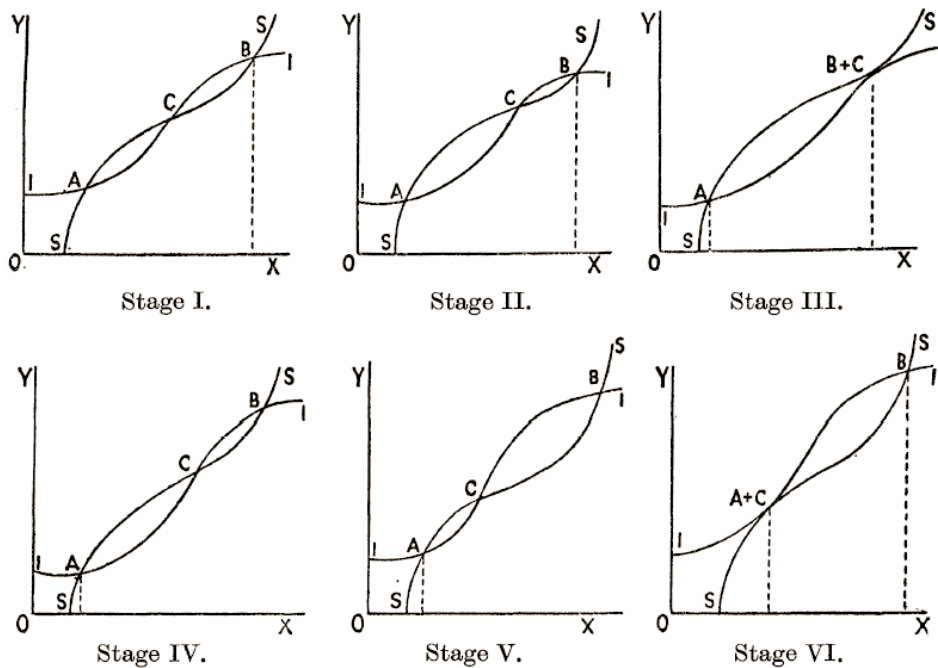 Y S Y S Y S
B I B I B+C
C C
I A I A A
I
S S S
O X O X O X
Stage I. Stage II. Stage III.
Y S Y S Y B S
B I B I I
C C A+C
I A I A I
S S S
O X O X O X
Stage IV. Stage V. Stage VI.